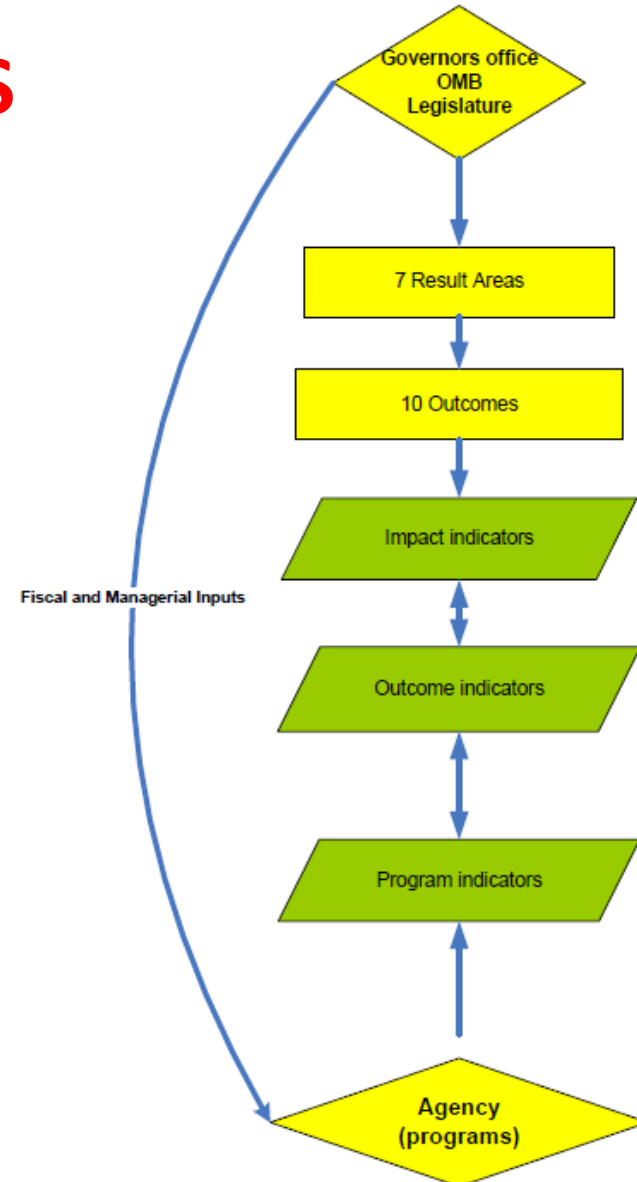 s
Governors office
OMB
Legislature
7 Result Areas
10 Outcomes
Impact indicators
Fiscal and Managerial Inputs
Outcome indicators
Program indicators
Agency
(programs)